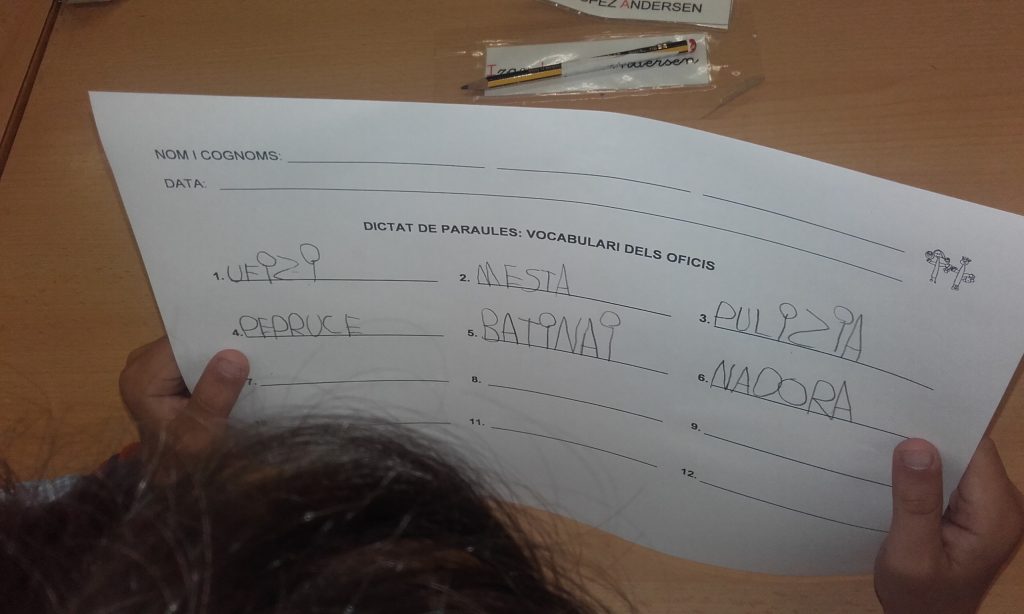 ANDERSEN
NOM I COGNOMS:
DATA:
DICTAT DE PARAULES: VOCABULARI DELS OFICIS
1. UFIZI
2. MESTA
3. PULIZIA
4. PEPRUCE
5. BATINAI
6. NADORA
7.
8.
9.
10.
11.
12.